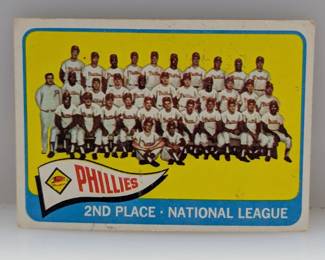 PHILLIES
2ND PLACE · NATIONAL LEAGUE